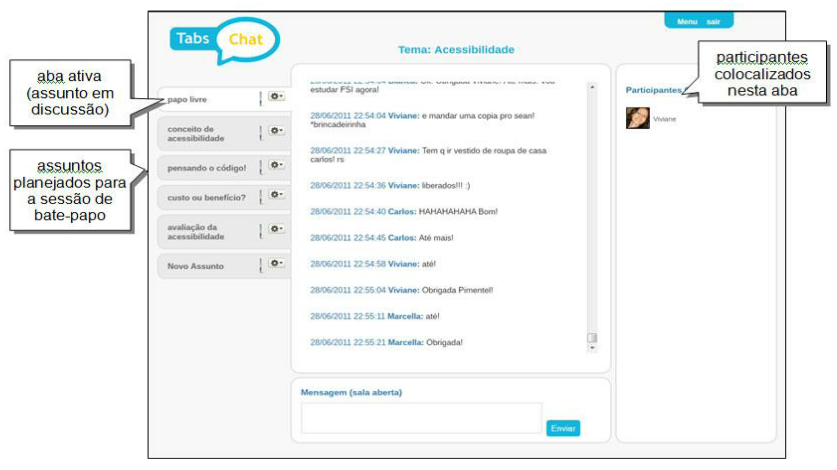 Tabs Chat
Menu sair
Tema: Acessibilidade
aba ativa
(assunto em
discussão)
assuntos
planejados para
a sessão de
bate-papo
papo livre
conceito de
acessibilidade
pensando o código!
custo ou benefício?
avaliação da
acessibilidade
Novo Assunto
28/06/2011 22:54:04 Bianca: Ok. Obrigada Viviane! Até mais. Vou
estudar FSI agora!
28/06/2011 22:54:04 Viviane: e mandar uma copia pro sean!
*brincadeirinha
28/06/2011 22:54:27 Viviane: Tem q ir vestido de roupa de casa
carlos! rs
28/06/2011 22:54:36 Viviane: liberados!!! :)
28/06/2011 22:54:40 Carlos: HAHAHAHAHA Bom!
28/06/2011 22:54:45 Carlos: Até mais!
28/06/2011 22:54:58 Viviane: até!
28/06/2011 22:55:04 Viviane: Obrigada Pimentel!
28/06/2011 22:55:11 Marcella: até!
28/06/2011 22:55:21 Marcella: Obrigada!
Mensagem (sala aberta)
Enviar
participantes
colocalizados
nesta aba
Participantes
Viviane